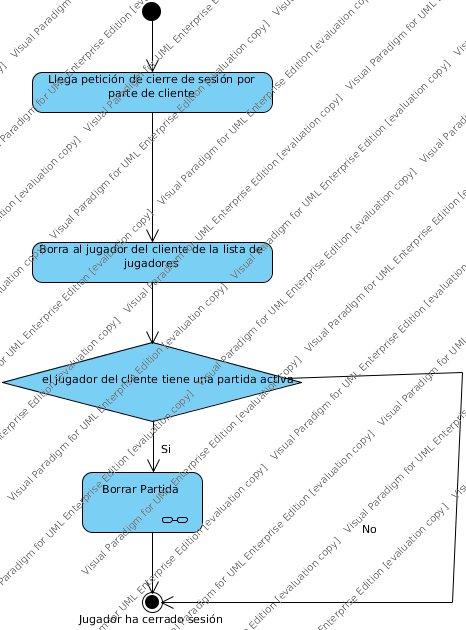 Llega petición de cierre de sesión por
parte de cliente
Borra al jugador del cliente de la lista de
jugadores
el jugador del cliente tiene una partida activa
Si
Borrar Partida
No
Jugador ha cerrado sesión
Visual Paradigm for UML Enterprise Edition [evaluation copy]